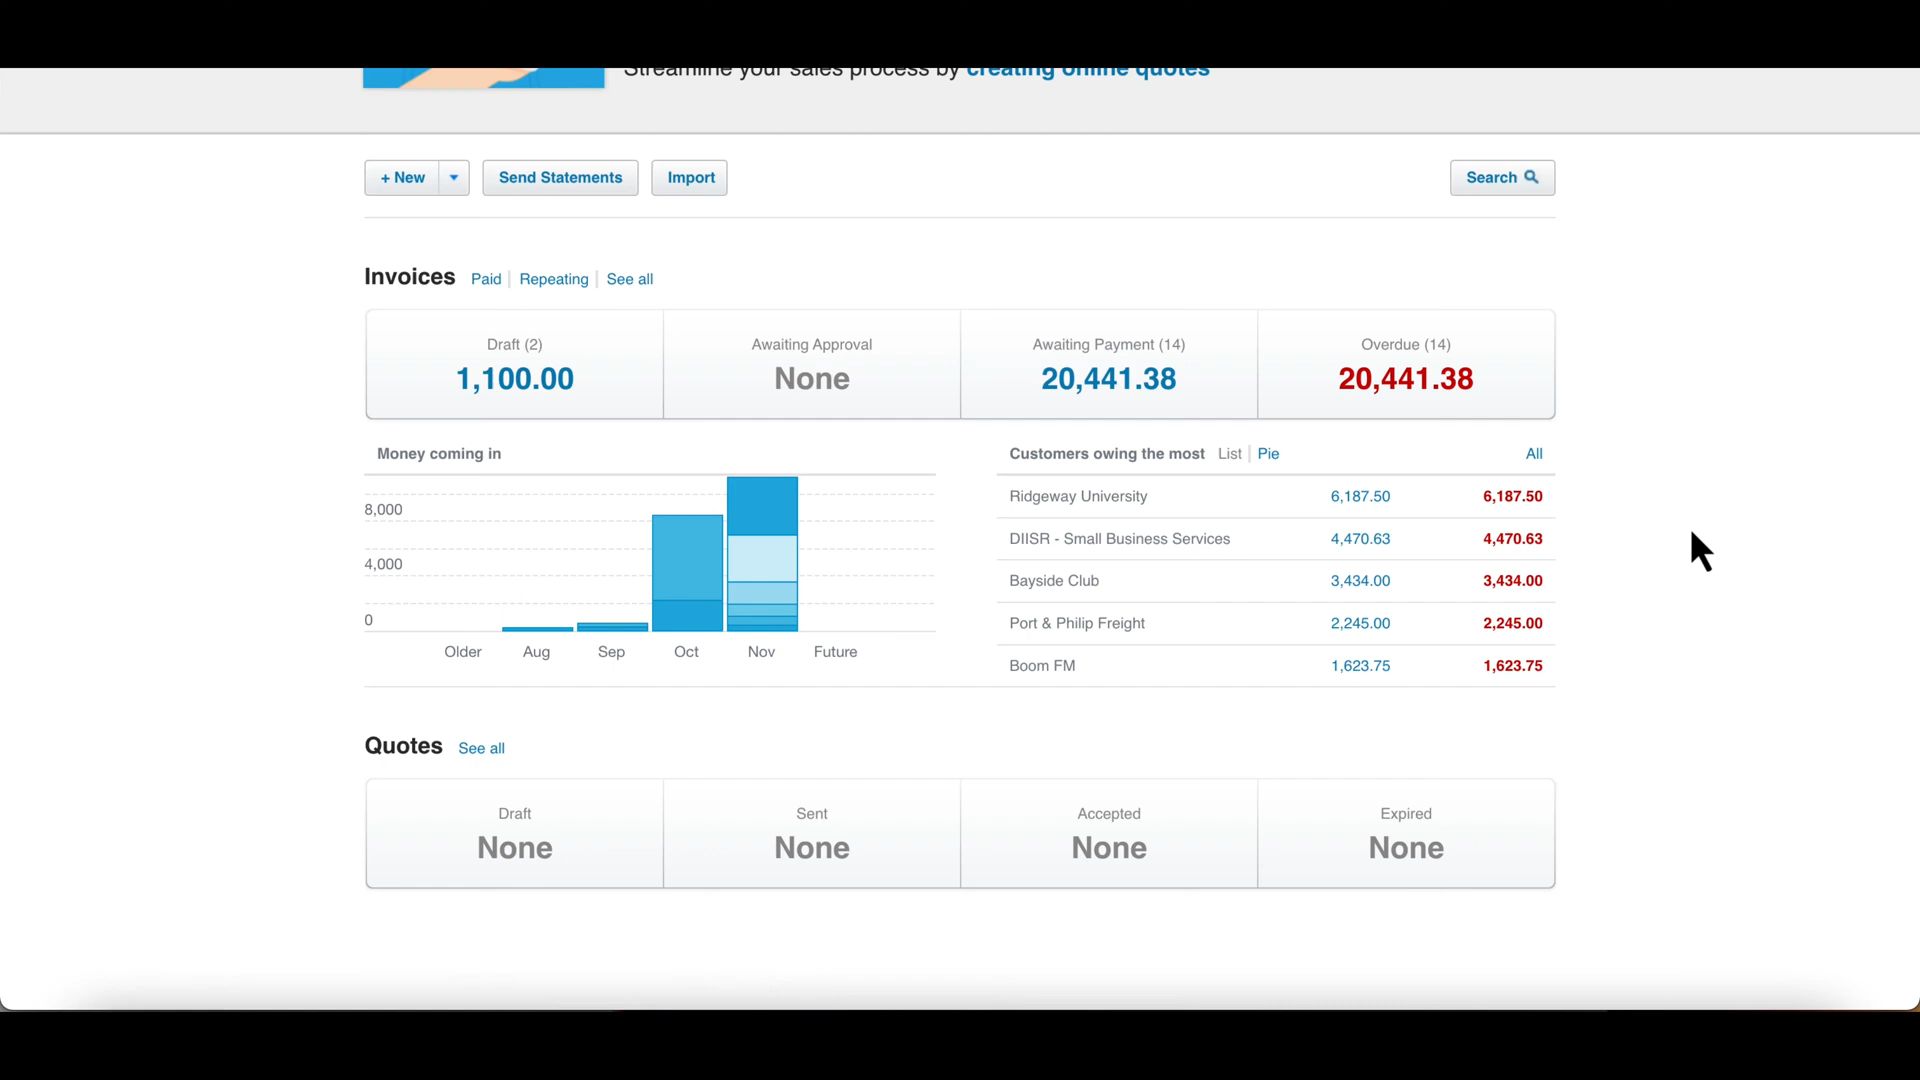 Streamline your sales process by creating online quotes
+ New
Send Statements
Import
Search
Invoices Paid Repeating See all
Draft (2)
1,100.00
Awaiting Approval
None
Awaiting Payment (14)
20,441.38
Overdue (14)
20,441.38
Money coming in
8,000
4,000
0
Older Aug Sep Oct Nov Future
Customers owing the most List Pie All
Ridgeway University 6,187.50 6,187.50
DIISR - Small Business Services 4,470.63 4,470.63
Bayside Club 3,434.00 3,434.00
Port & Philip Freight 2,245.00 2,245.00
Boom FM 1,623.75 1,623.75
Quotes See all
Draft
None
Sent
None
Accepted
None
Expired
None